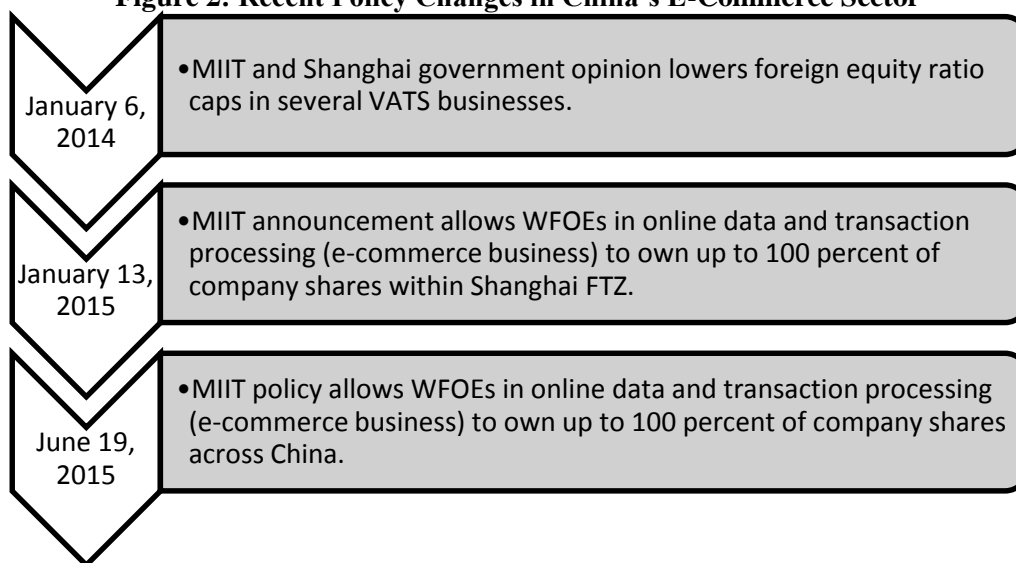 Figure 2: Recent Policy Changes in China's E-Commerce Sector
January 6,
2014
•MIIT and Shanghai government opinion lowers foreign equity ratio
caps in several VATS businesses.
January 13,
2015
•MIIT announcement allows WFOEs in online data and transaction
processing (e-commerce business) to own up to 100 percent of
company shares within Shanghai FTZ.
June 19,
2015
•MIIT policy allows WFOEs in online data and transaction processing
(e-commerce business) to own up to 100 percent of company shares
across China.